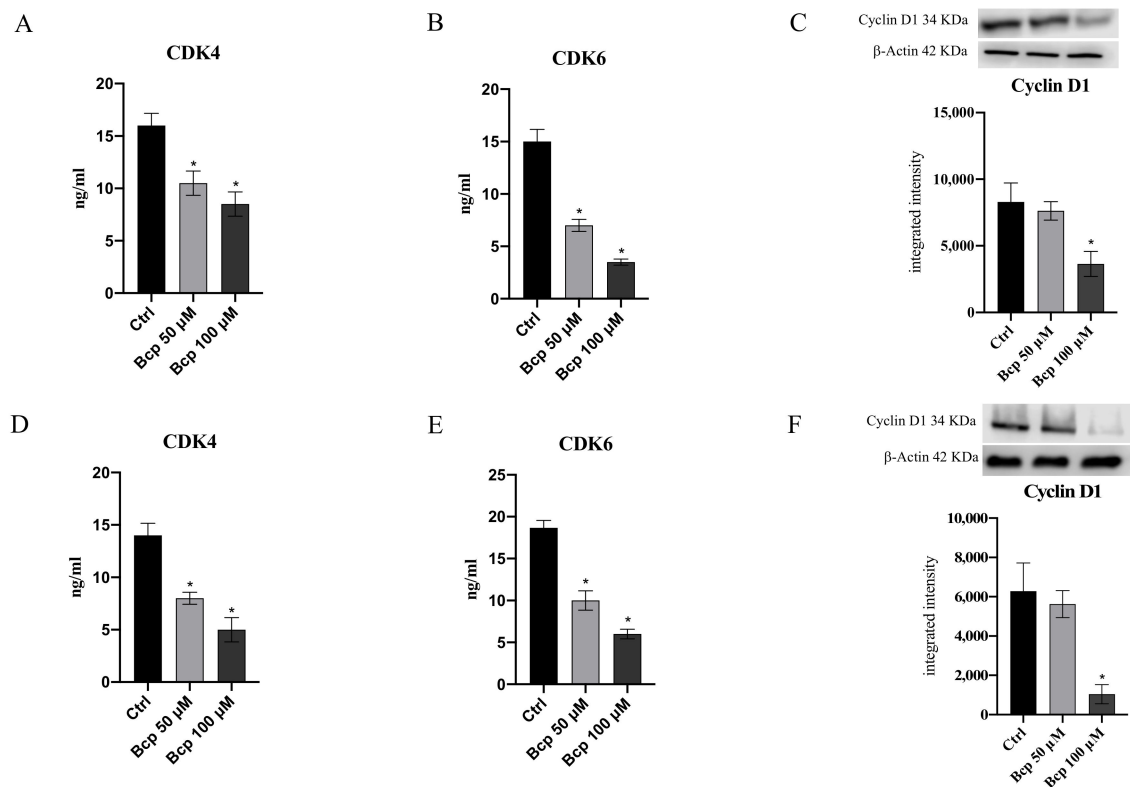 A
CDK4
20
15
10
5
0
ng/ml
*
*
Ctrl
Bcp 50 μM
Bcp 100 μM
B
CDK6
20
15
10
5
0
ng/ml
*
*
Ctrl
Bcp 50 μM
Bcp 100 μM
C
Cyclin D1 34 KDa
β-Actin 42 KDa
Cyclin D1
15,000
10,000
5,000
0
integrated intensity
*
Ctrl
Bcp 50 μM
Bcp 100 μM
D
CDK4
20
15
10
5
0
ng/ml
*
*
Ctrl
Bcp 50 μM
Bcp 100 μM
E
CDK6
25
20
15
10
5
0
ng/ml
*
*
Ctrl
Bcp 50 μM
Bcp 100 μM
F
Cyclin D1 34 KDa
β-Actin 42 KDa
Cyclin D1
10,000
8,000
6,000
4,000
2,000
0
integrated intensity
*
Ctrl
Bcp 50 μM
Bcp 100 μM